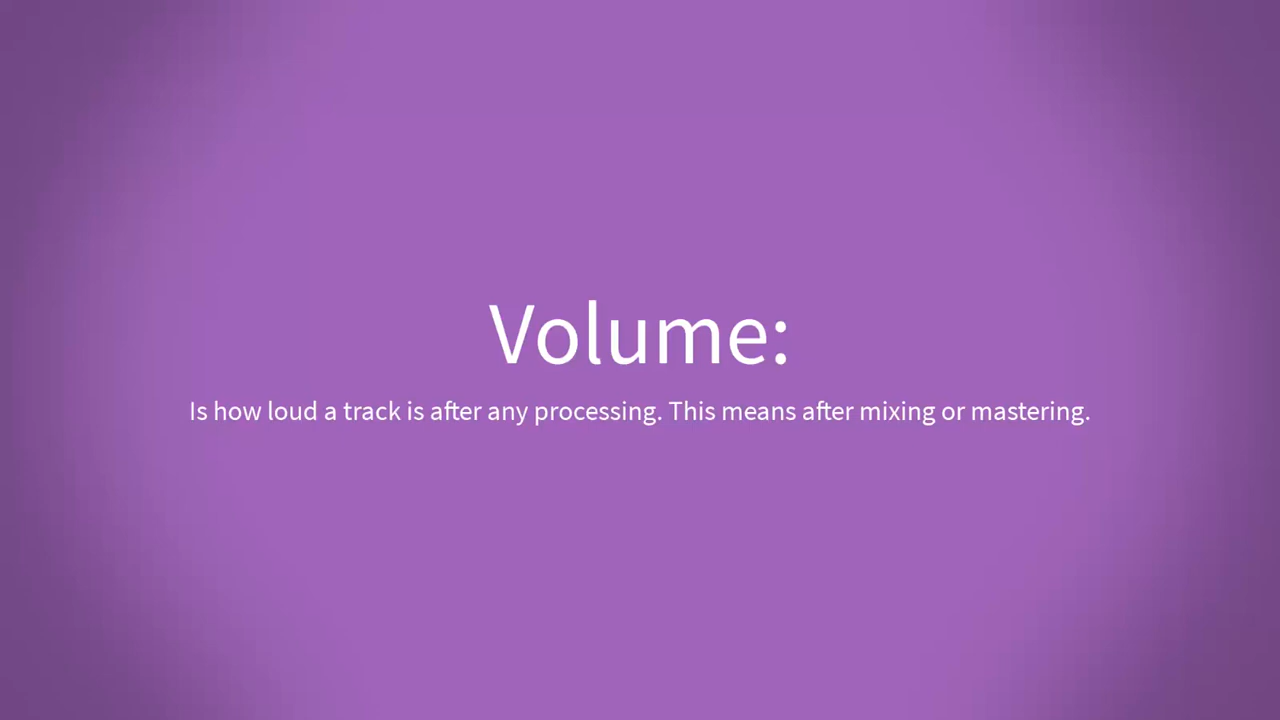 Volume:
Is how loud a track is after any processing. This means after mixing or mastering.